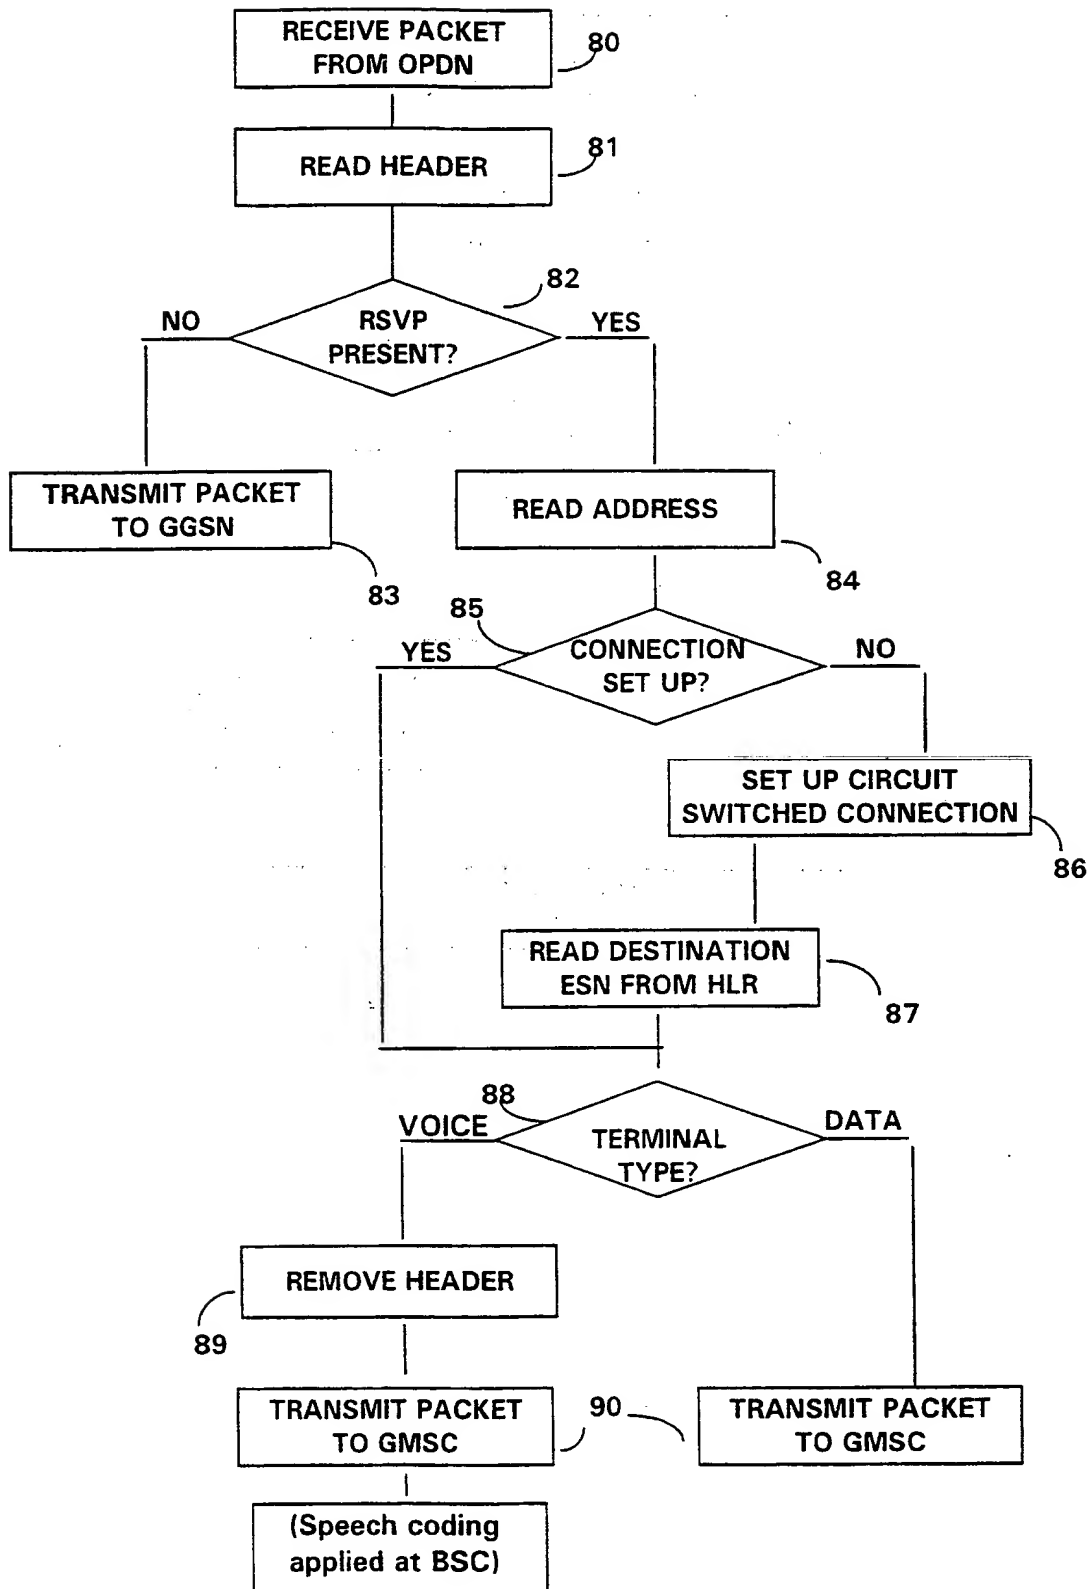 RECEIVE PACKET
FROM OPDN
80
READ HEADER
81
82
NO
RSVP
PRESENT?
YES
TRANSMIT PACKET
TO GGSN
83
READ ADDRESS
84
85
YES
CONNECTION
SET UP?
NO
SET UP CIRCUIT
SWITCHED CONNECTION
86
READ DESTINATION
ESN FROM HLR
87
88
VOICE
TERMINAL
TYPE?
DATA
REMOVE HEADER
89
TRANSMIT PACKET
TO GMSC
90
TRANSMIT PACKET
TO GMSC
(Speech coding
applied at BSC)